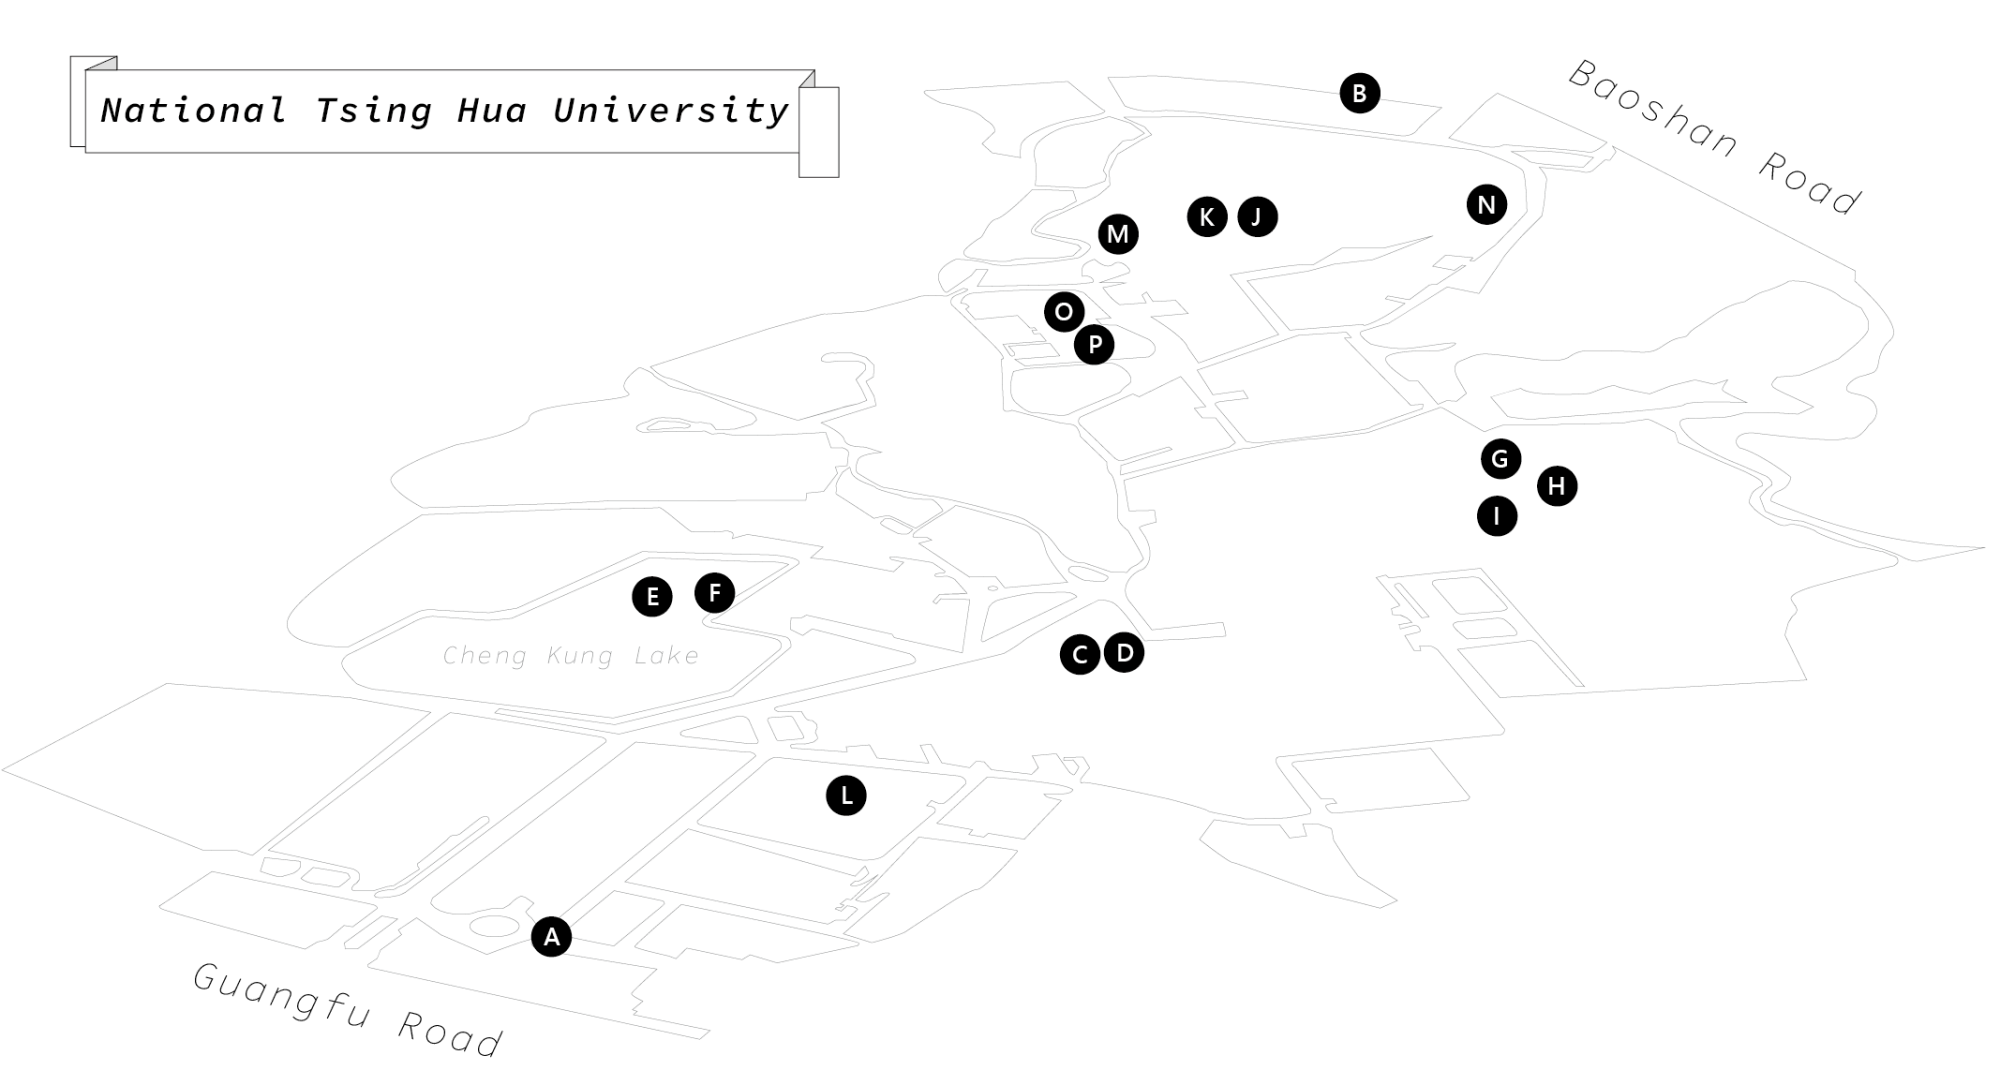 National Tsing Hua University
Baoshan Road
B
N
K
J
M
O
P
G
H
I
E
F
Cheng Kung Lake
C
D
L
A
Guangfu Road